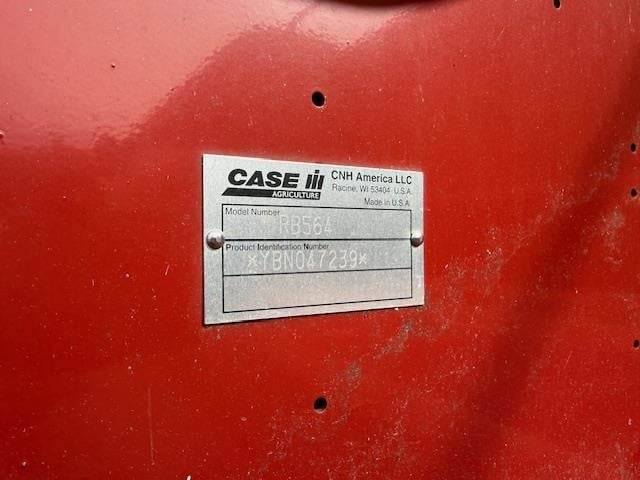 CASE IH
AGRICULTURE
CNH America LLC
Racine, WI 53404 U.S.A.
Made in U.S.A.
Model Number
RB564
Product Identification Number
*YBN047239*